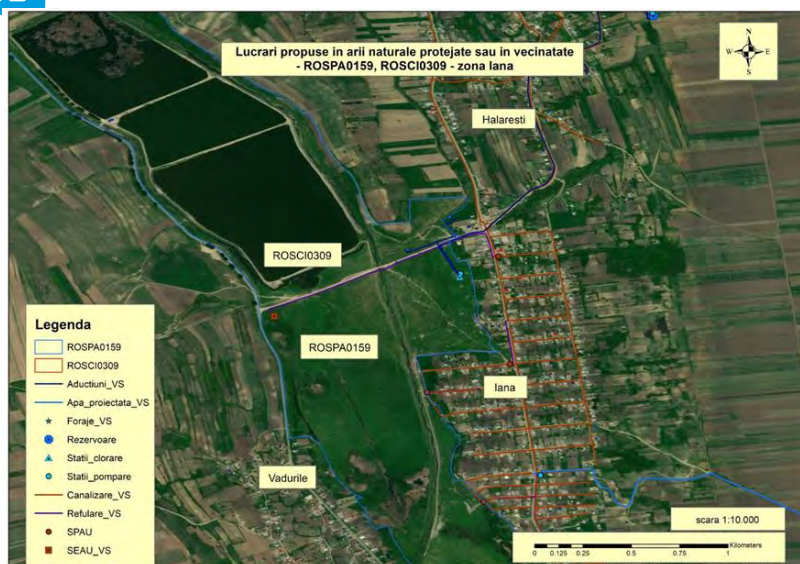 Lucrari propuse in arii naturale protejate sau in vecinatate
- ROSPA0159, ROSCI0309 - zona Iana
N
W E
S
Halaresti
ROSCI0309
ROSPA0159
Iana
Vadurile
Legenda
ROSPA0159
ROSCI0309
Aductiuni_VS
Apa_proiectata_VS
Foraje_VS
Rezervoare
Statii_clorare
Statii_pompare
Canalizare_VS
Refulare_VS
SPAU
SEAU_VS
scara 1:10.000
Kilometers
0 0.125 0.25 0.5 0.75 1